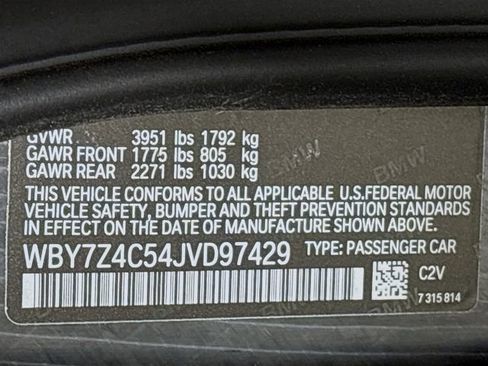 GVWR 3951 lbs 1792 kg
GAWR FRONT 1775 lbs 805 kg
GAWR REAR 2271 lbs 1030 kg
THIS VEHICLE CONFORMS TO ALL APPLICABLE U.S.FEDERAL MOTOR
VEHICLE SAFETY, BUMPER AND THEFT PREVENTION STANDARDS
IN EFFECT ON THE DATE OF MANUFACTURE SHOWN ABOVE.
WBY7Z4C54JVD97429 TYPE: PASSENGER CAR
C2V
7 315 814
BMW
BMW